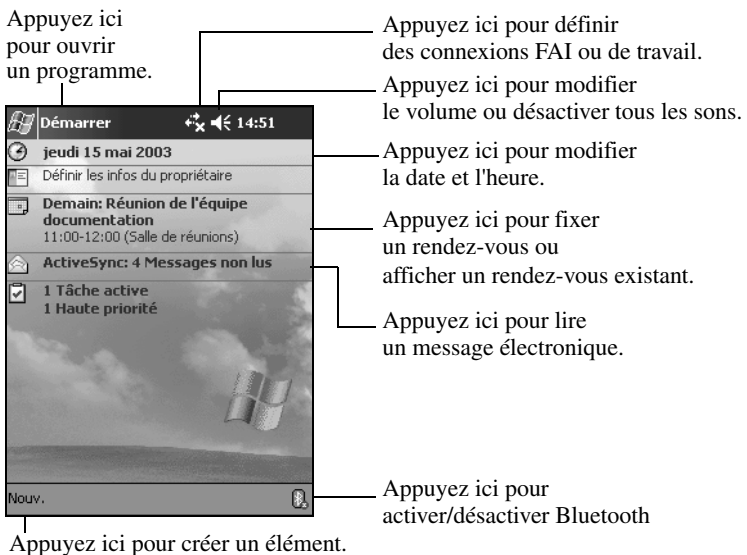 Appuyez ici
pour ouvrir
un programme.
Appuyez ici pour définir
des connexions FAI ou de travail.
Appuyez ici pour modifier
le volume ou désactiver tous les sons.
Démarrer 14:51
jeudi 15 mai 2003
Appuyez ici pour modifier
la date et l'heure.
Définir les infos du propriétaire
Demain: Réunion de l'équipe
documentation
11:00-12:00 (Salle de réunions)
Appuyez ici pour fixer
un rendez-vous ou
afficher un rendez-vous existant.
ActiveSync: 4 Messages non lus
1 Tâche active
1 Haute priorité
Appuyez ici pour lire
un message électronique.
Nouv.
Appuyez ici pour
activer/désactiver Bluetooth
Appuyez ici pour créer un élément.